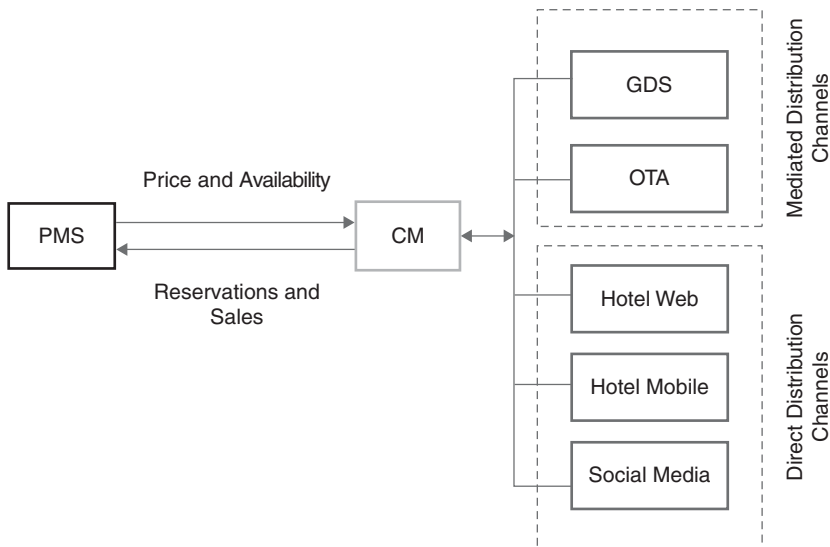 Price and Availability
PMS
CM
Reservations and
Sales
GDS
OTA
Mediated Distribution
Channels
Hotel Web
Hotel Mobile
Social Media
Direct Distribution
Channels